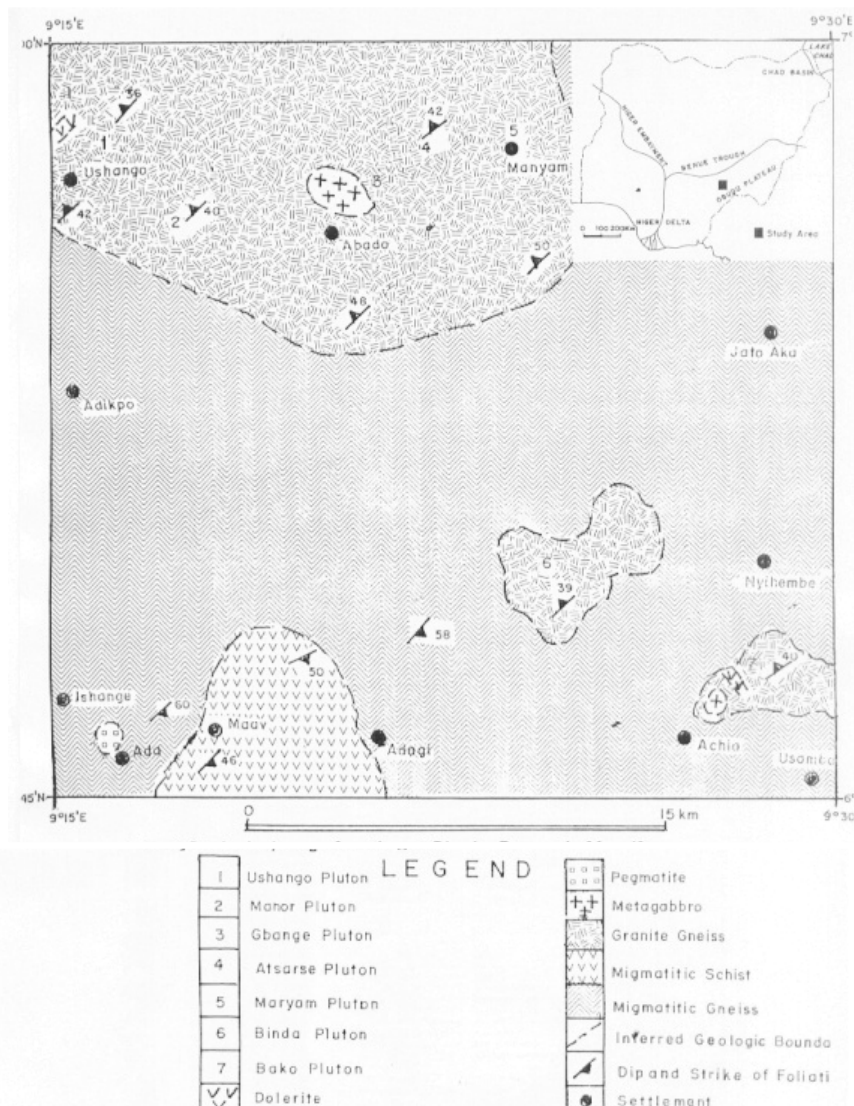 9°15'E
9°30'E
00'N
7°
LAKE
CHAD
CHAD BASIN
NIGER EMBAYMENT
BENUE TROUGH
OBUDU PLATEAU
NIGER DELTA
0 100 200Km
Study Area
36
42
1
4
5
Manyam
Ushango
3
42
2
40
Abado
50
48
Jato Aka
Adikpo
6
39
Nyihembe
58
50
40
Ishange
60
Maav
Ada
46
Adagi
Achia
45'N
6°
9°15'E
9°30
0
15 km
LEGEND
1 Ushango Pluton
2 Manor Pluton
3 Gbange Pluton
4 Atsarse Pluton
5 Maryam Pluton
6 Binda Pluton
7 Bako Pluton
Dolerite
Pegmatite
Metagabbro
Granite Gneiss
Migmatitic Schist
Migmatitic Gneiss
Inferred Geologic Bounda
Dip and Strike of Foliati
Settlement